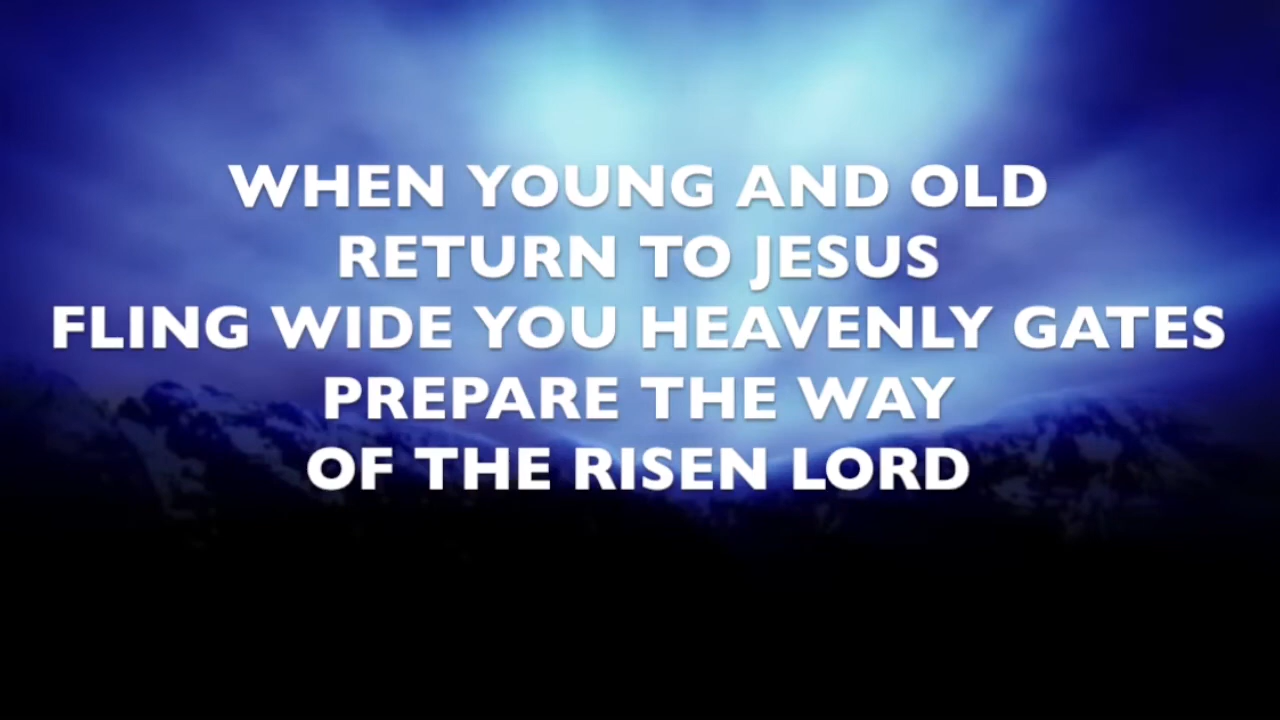 WHEN YOUNG AND OLD
RETURN TO JESUS
FLING WIDE YOU HEAVENLY GATES
PREPARE THE WAY
OF THE RISEN LORD